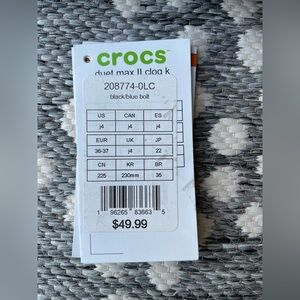 crocs™
duet max II clog k
208774-0LC
black/blue bolt
US CAN ES
j4 j4 j4
EUR UK JP
36-37 j4 22
CN KR BR
225 230mm 35
1 96265 83663 5
$49.99